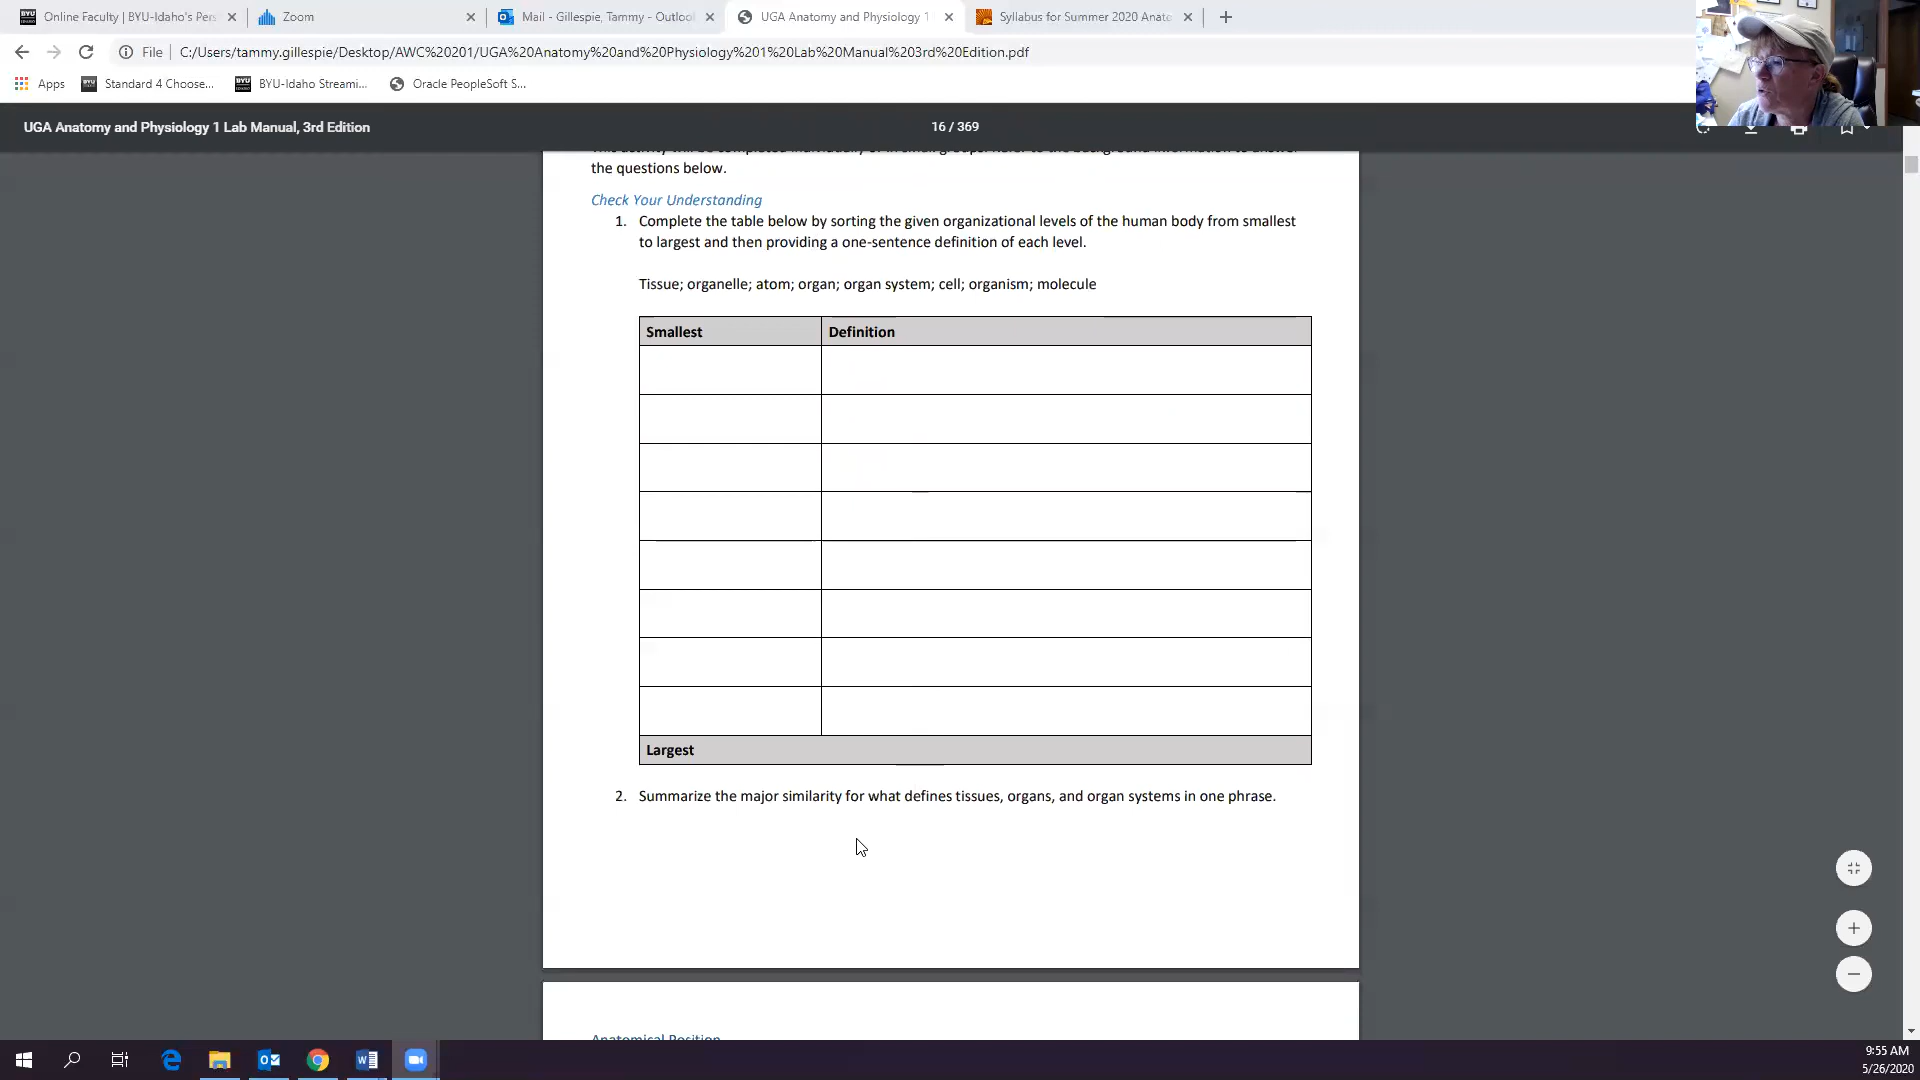 Online Faculty | BYU-Idaho's Pers
Zoom
Mail - Gillespie, Tammy - Outloo
UGA Anatomy and Physiology 1
Syllabus for Summer 2020 Anato
File
C:/Users/tammy.gillespie/Desktop/AWC%20201/UGA%20Anatomy%20and%20Physiology%201%20Lab%20Manual%203rd%20Edition.pdf
Apps
Standard 4 Choose...
BYU-Idaho Streami...
Oracle PeopleSoft S...
UGA Anatomy and Physiology 1 Lab Manual, 3rd Edition
16 / 369
the questions below.
Check Your Understanding
1. Complete the table below by sorting the given organizational levels of the human body from smallest
to largest and then providing a one-sentence definition of each level.
Tissue; organelle; atom; organ; organ system; cell; organism; molecule
Smallest Definition
Largest
2. Summarize the major similarity for what defines tissues, organs, and organ systems in one phrase.
Anatomical Position
9:55 AM
5/26/2020